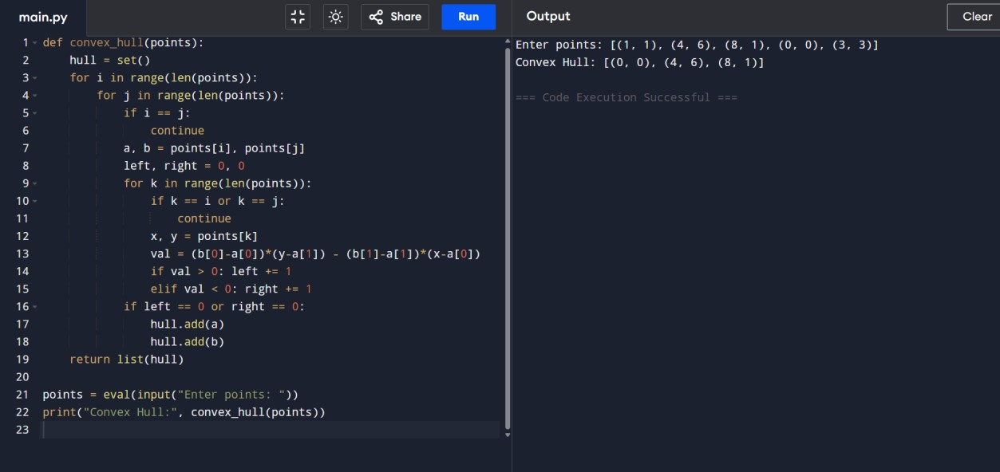 main.py
Share
Run
Output
Clear
1 def convex_hull(points):
2     hull = set()
3     for i in range(len(points)):
4         for j in range(len(points)):
5             if i == j:
6                 continue
7             a, b = points[i], points[j]
8             left, right = 0, 0
9             for k in range(len(points)):
10                 if k == i or k == j:
11                     continue
12                 x, y = points[k]
13                 val = (b[0]-a[0])*(y-a[1]) - (b[1]-a[1])*(x-a[0])
14                 if val > 0: left += 1
15                 elif val < 0: right += 1
16             if left == 0 or right == 0:
17                 hull.add(a)
18                 hull.add(b)
19     return list(hull)
20
21 points = eval(input("Enter points: "))
22 print("Convex Hull:", convex_hull(points))
23
Enter points: [(1, 1), (4, 6), (8, 1), (0, 0), (3, 3)]
Convex Hull: [(0, 0), (4, 6), (8, 1)]
=== Code Execution Successful ===